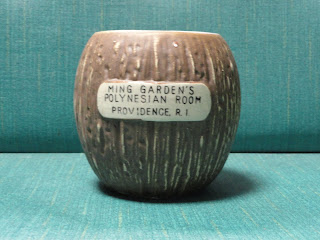 MING GARDEN'S
POLYNESIAN ROOM
PROVIDENCE, R.I